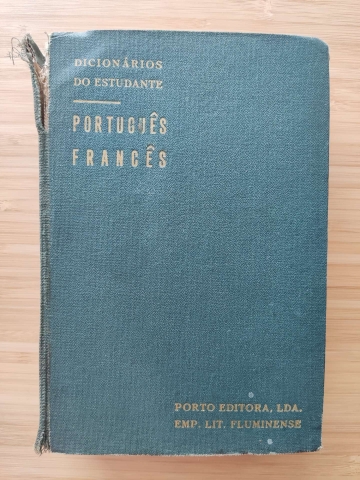 DICIONÁRIOS
DO ESTUDANTE
PORTUGUÊS
FRANCÊS
PORTO EDITORA, LDA.
EMP. LIT. FLUMINENSE